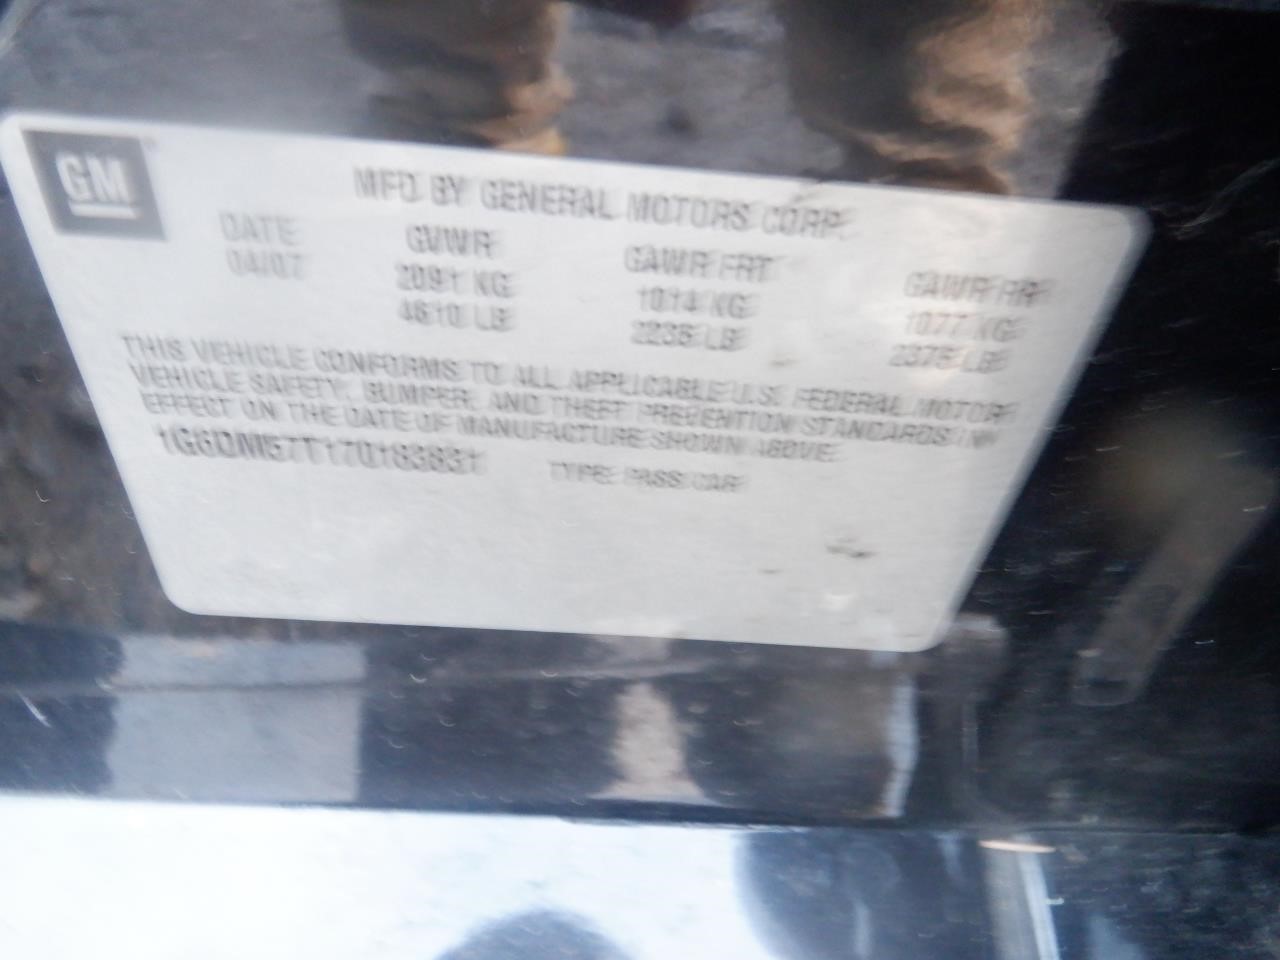 GM
MFD BY GENERAL MOTORS CORP.
DATE GVWR GAWR FRT GAWR RR
04/07 2091 KG 1014 KG 1077 KG
4610 LB 2235 LB 2375 LB
THIS VEHICLE CONFORMS TO ALL APPLICABLE U.S. FEDERAL MOTOR
VEHICLE SAFETY, BUMPER, AND THEFT PREVENTION STANDARDS IN
EFFECT ON THE DATE OF MANUFACTURE SHOWN ABOVE.
1G6DM57T170183831 TYPE: PASS CAR